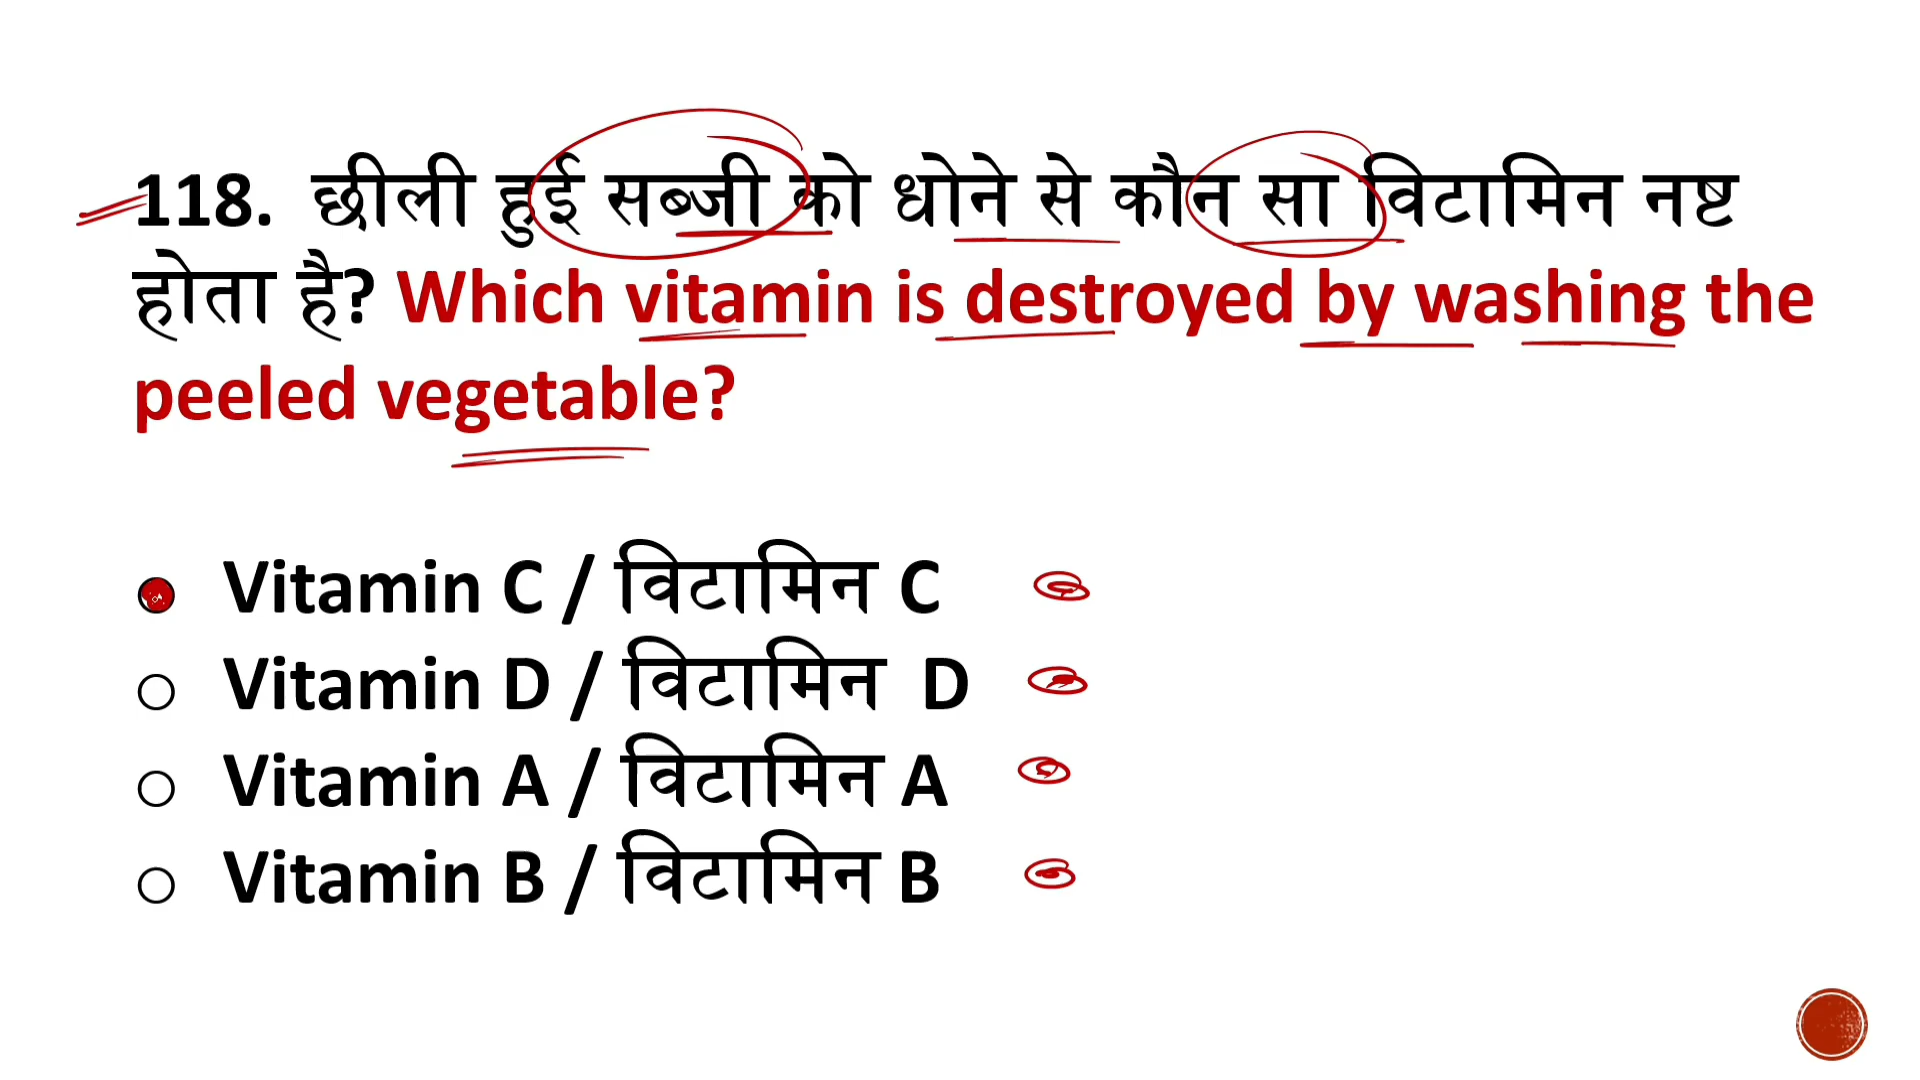 118. छीली हुई सब्जी को धोने से कौन सा विटामिन नष्ट
होता है? Which vitamin is destroyed by washing the
peeled vegetable?
Vitamin C / विटामिन C
Vitamin D / विटामिन D
Vitamin A / विटामिन A
Vitamin B / विटामिन B